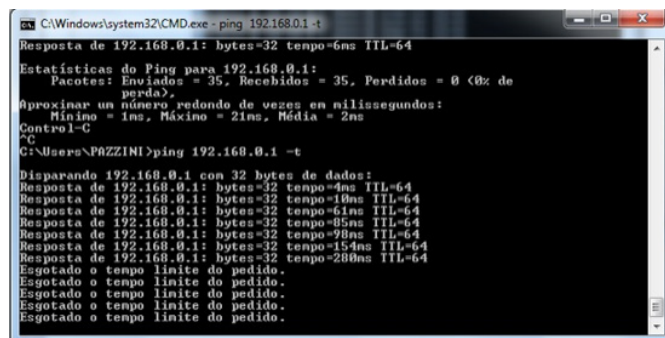 C:\Windows\system32\CMD.exe - ping 192.168.0.1 -t
Resposta de 192.168.0.1: bytes=32 tempo=6ms TTL=64
Estatísticas do Ping para 192.168.0.1:
Pacotes: Enviados = 35, Recebidos = 35, Perdidos = 0 (0% de
perda),
Aproximar um número redondo de vezes em milissegundos:
Mínimo = 1ms, Máximo = 21ms, Média = 2ms
Control-C
^C
C:\Users\PAZZINI>ping 192.168.0.1 -t
Disparando 192.168.0.1 com 32 bytes de dados:
Resposta de 192.168.0.1: bytes=32 tempo=4ms TTL=64
Resposta de 192.168.0.1: bytes=32 tempo=10ms TTL=64
Resposta de 192.168.0.1: bytes=32 tempo=61ms TTL=64
Resposta de 192.168.0.1: bytes=32 tempo=85ms TTL=64
Resposta de 192.168.0.1: bytes=32 tempo=98ms TTL=64
Resposta de 192.168.0.1: bytes=32 tempo=154ms TTL=64
Resposta de 192.168.0.1: bytes=32 tempo=280ms TTL=64
Esgotado o tempo limite do pedido.
Esgotado o tempo limite do pedido.
Esgotado o tempo limite do pedido.
Esgotado o tempo limite do pedido.
Esgotado o tempo limite do pedido.